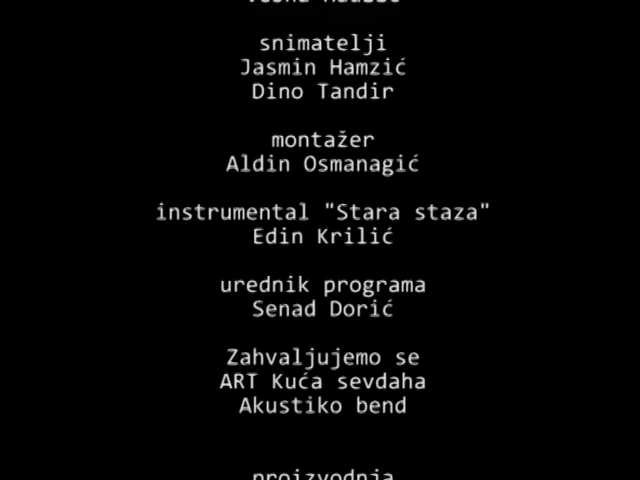 snimatelji
Jasmin Hamzić
Dino Tandir
montažer
Aldin Osmanagić
instrumental "Stara staza"
Edin Krilić
urednik programa
Senad Dorić
Zahvaljujemo se
ART Kuća sevdaha
Akustiko bend
proizvodnja